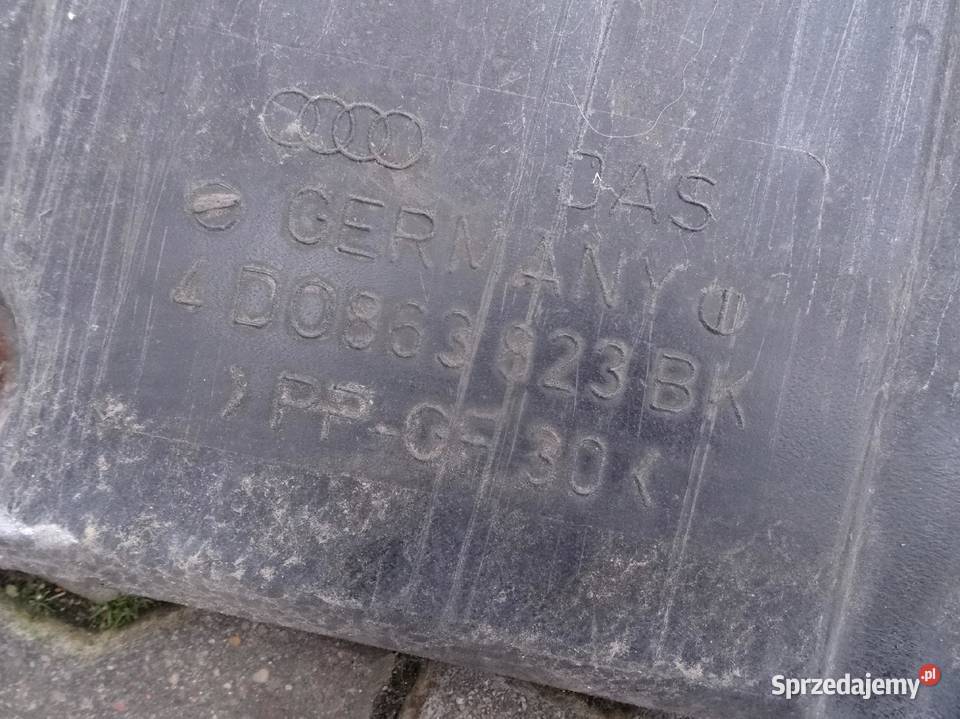 DAS
GERMANY
4D0863823BK
>PP-GF30<
Sprzedajemy.pl